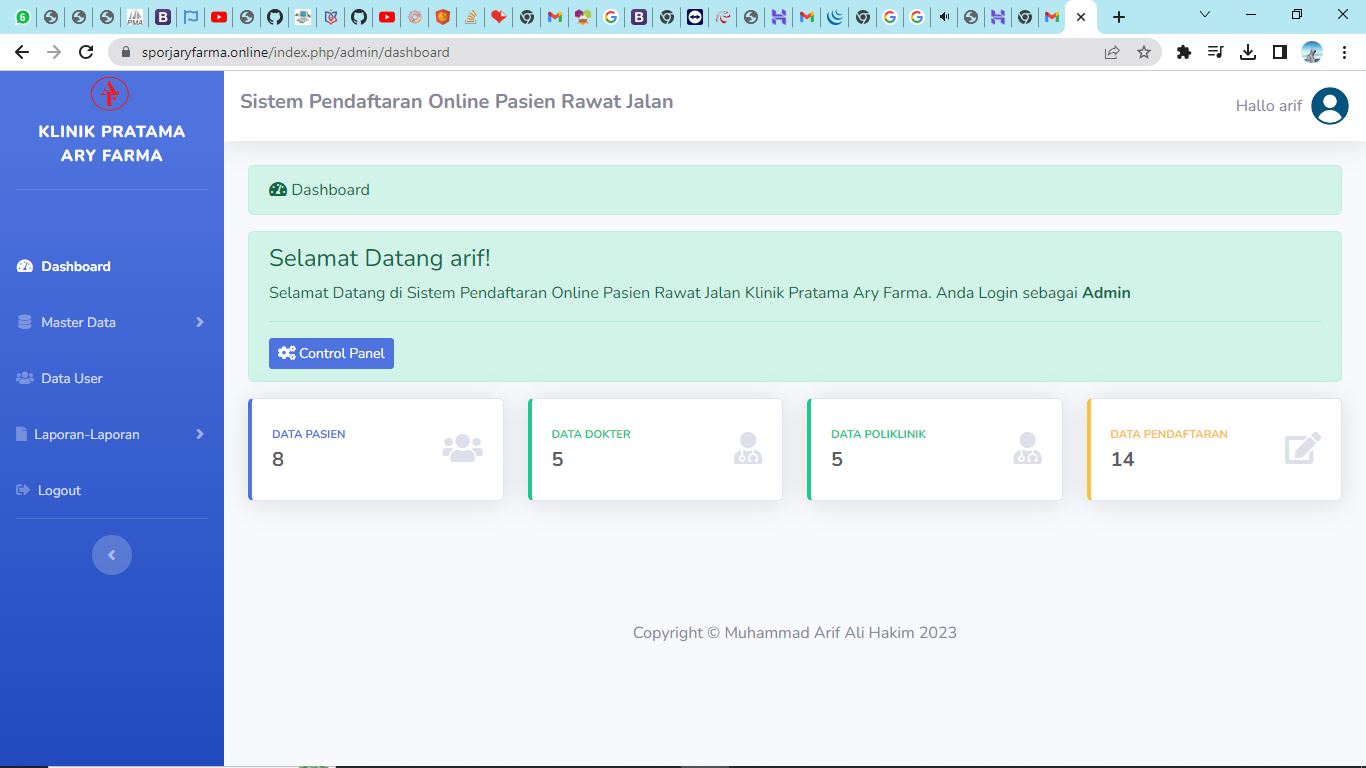 sporjaryfarma.online/index.php/admin/dashboard
KLINIK PRATAMA
ARY FARMA
Sistem Pendaftaran Online Pasien Rawat Jalan
Hallo arif
Dashboard
Master Data
Data User
Laporan-Laporan
Logout
Dashboard
Selamat Datang arif!
Selamat Datang di Sistem Pendaftaran Online Pasien Rawat Jalan Klinik Pratama Ary Farma. Anda Login sebagai Admin
Control Panel
DATA PASIEN
8
DATA DOKTER
5
DATA POLIKLINIK
5
DATA PENDAFTARAN
14
Copyright © Muhammad Arif Ali Hakim 2023